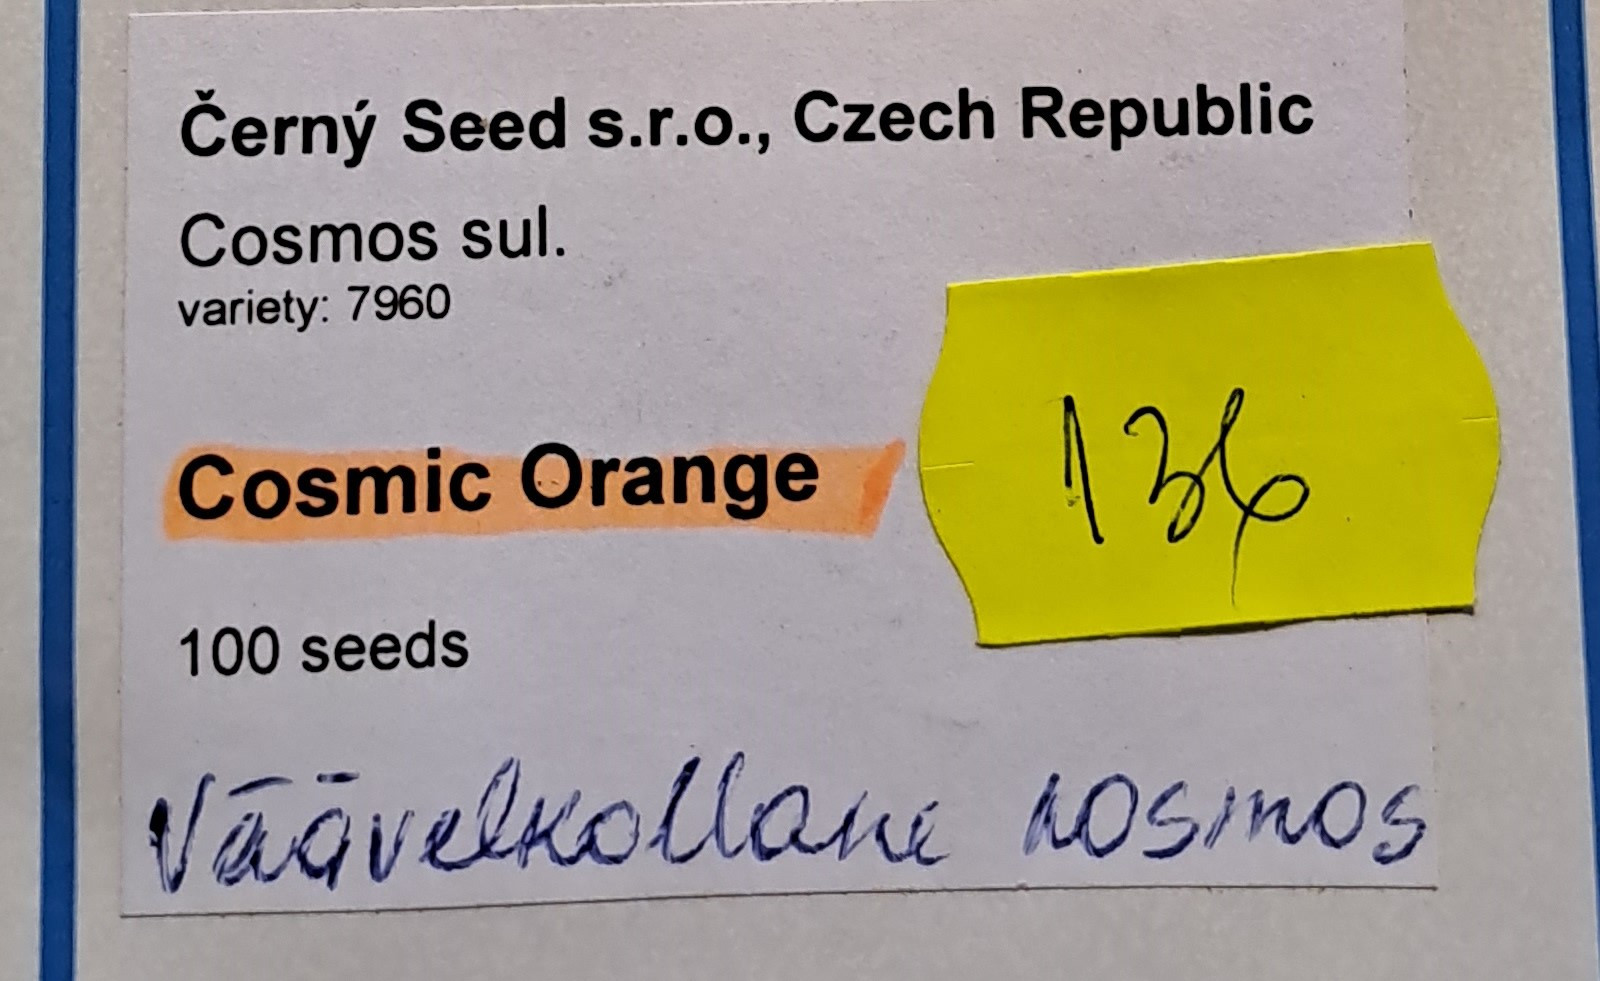 Černý Seed s.r.o., Czech Republic
Cosmos sul.
variety: 7960
Cosmic Orange
136
100 seeds
Väävelkollane kosmos